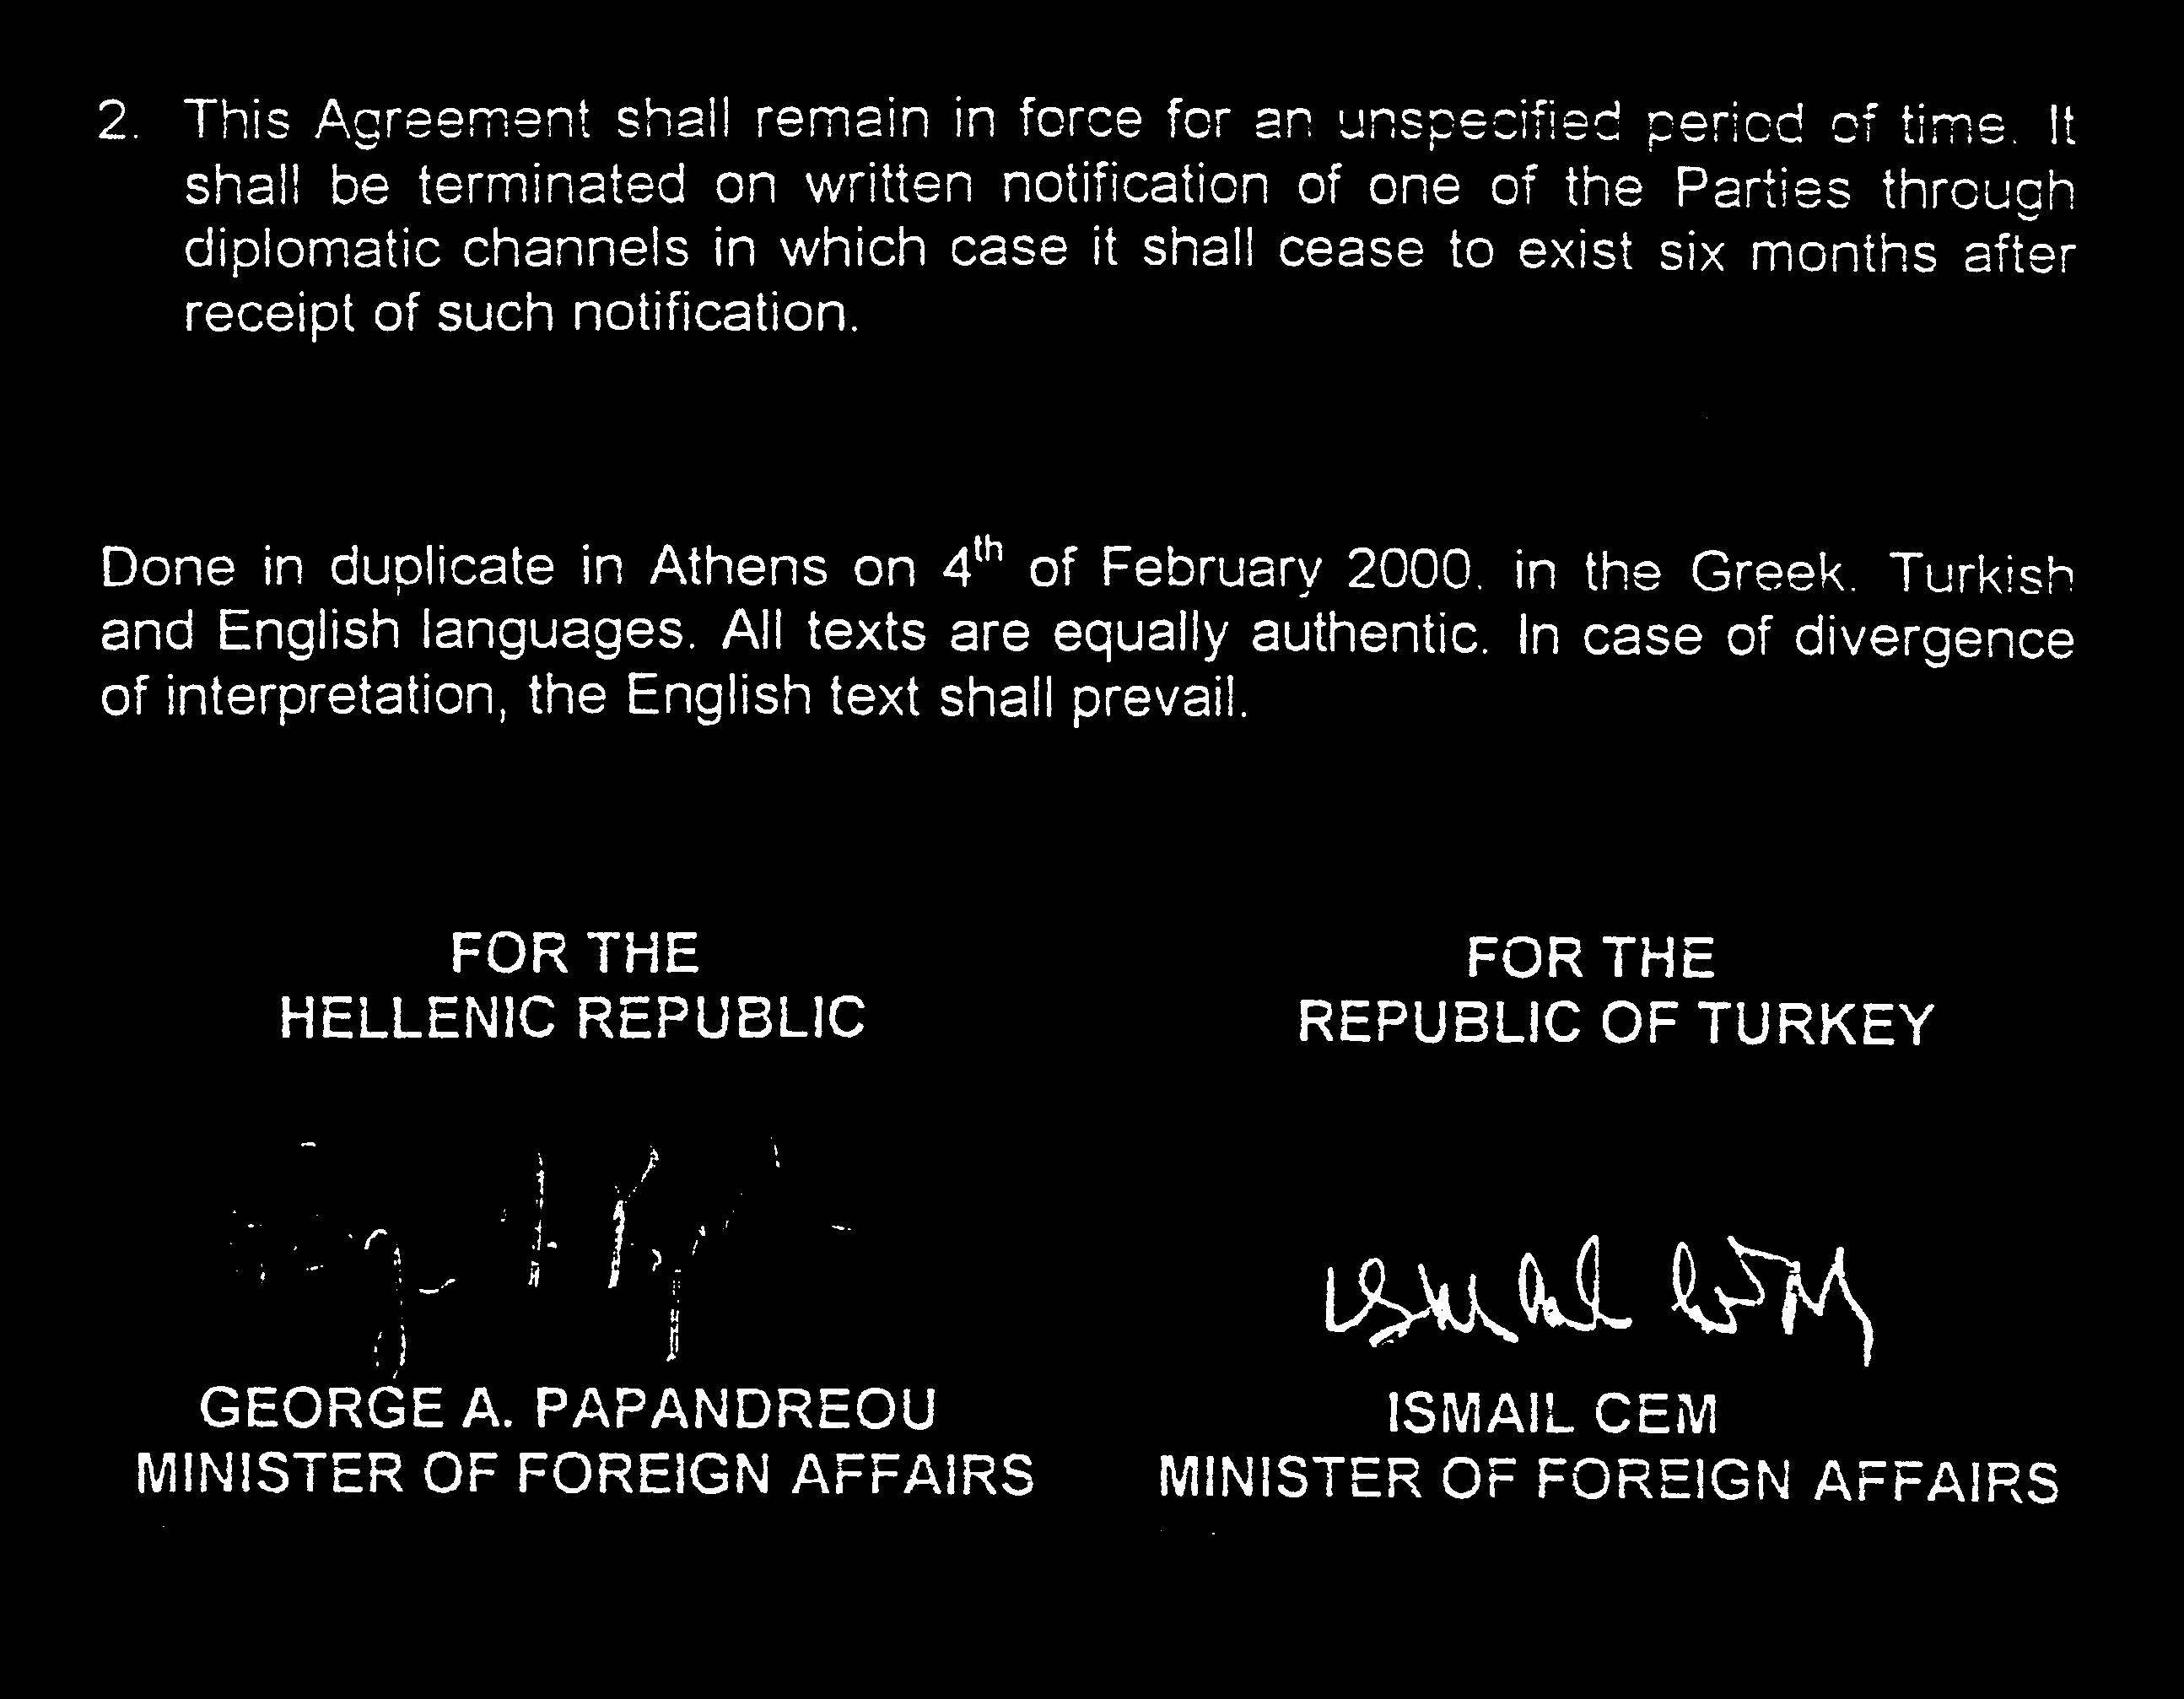 2. This Agreement shall remain in force for an unspecified period of time. It
shall be terminated on written notification of one of the Parties through
diplomatic channels in which case it shall cease to exist six months after
receipt of such notification.
Done in duplicate in Athens on 4th of February 2000, in the Greek, Turkish
and English languages. All texts are equally authentic. In case of divergence
of interpretation, the English text shall prevail.
FOR THE
HELLENIC REPUBLIC
GEORGE A. PAPANDREOU
MINISTER OF FOREIGN AFFAIRS
FOR THE
REPUBLIC OF TURKEY
ISMAIL CEM
MINISTER OF FOREIGN AFFAIRS